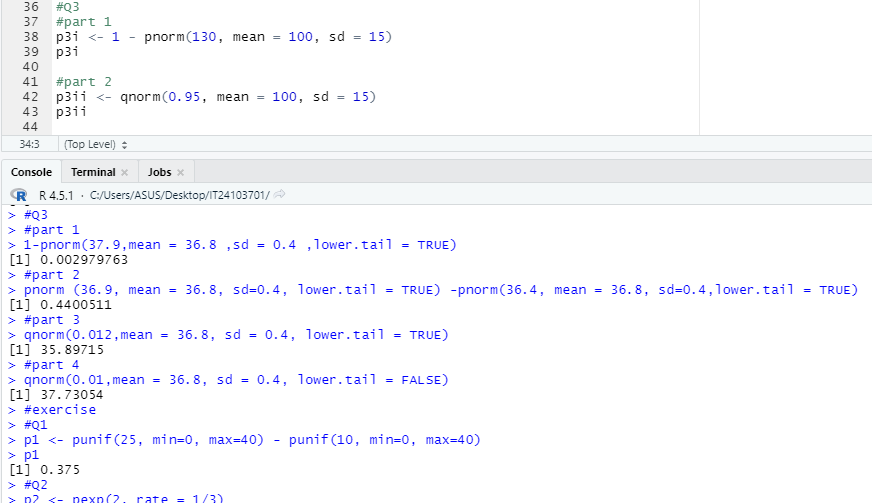 36 #Q3
37 #part 1
38 p3i <- 1 - pnorm(130, mean = 100, sd = 15)
39 p3i
40
41 #part 2
42 p3ii <- qnorm(0.95, mean = 100, sd = 15)
43 p3ii
44
34:3 (Top Level)
Console Terminal Jobs
R R 4.5.1 · C:/Users/ASUS/Desktop/IT24103701/
> #Q3
> #part 1
> 1-pnorm(37.9,mean = 36.8 ,sd = 0.4 ,lower.tail = TRUE)
[1] 0.002979763
> #part 2
> pnorm (36.9, mean = 36.8, sd=0.4, lower.tail = TRUE) -pnorm(36.4, mean = 36.8, sd=0.4,lower.tail = TRUE)
[1] 0.4400511
> #part 3
> qnorm(0.012,mean = 36.8, sd = 0.4, lower.tail = TRUE)
[1] 35.89715
> #part 4
> qnorm(0.01,mean = 36.8, sd = 0.4, lower.tail = FALSE)
[1] 37.73054
> #exercise
> #Q1
> p1 <- punif(25, min=0, max=40) - punif(10, min=0, max=40)
> p1
[1] 0.375
> #Q2
> p2 <- pexp(2, rate = 1/3)